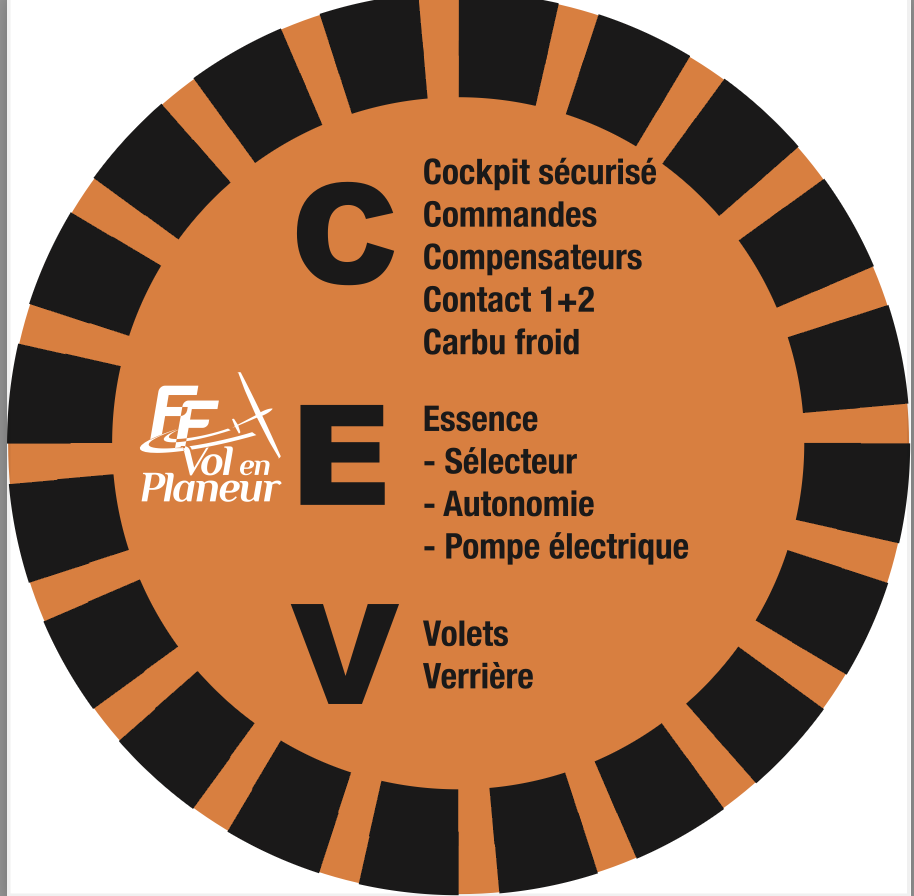 C
Cockpit sécurisé
Commandes
Compensateurs
Contact 1+2
Carbu froid
FF
Vol en
Planeur
E
Essence
- Sélecteur
- Autonomie
- Pompe électrique
V
Volets
Verrière